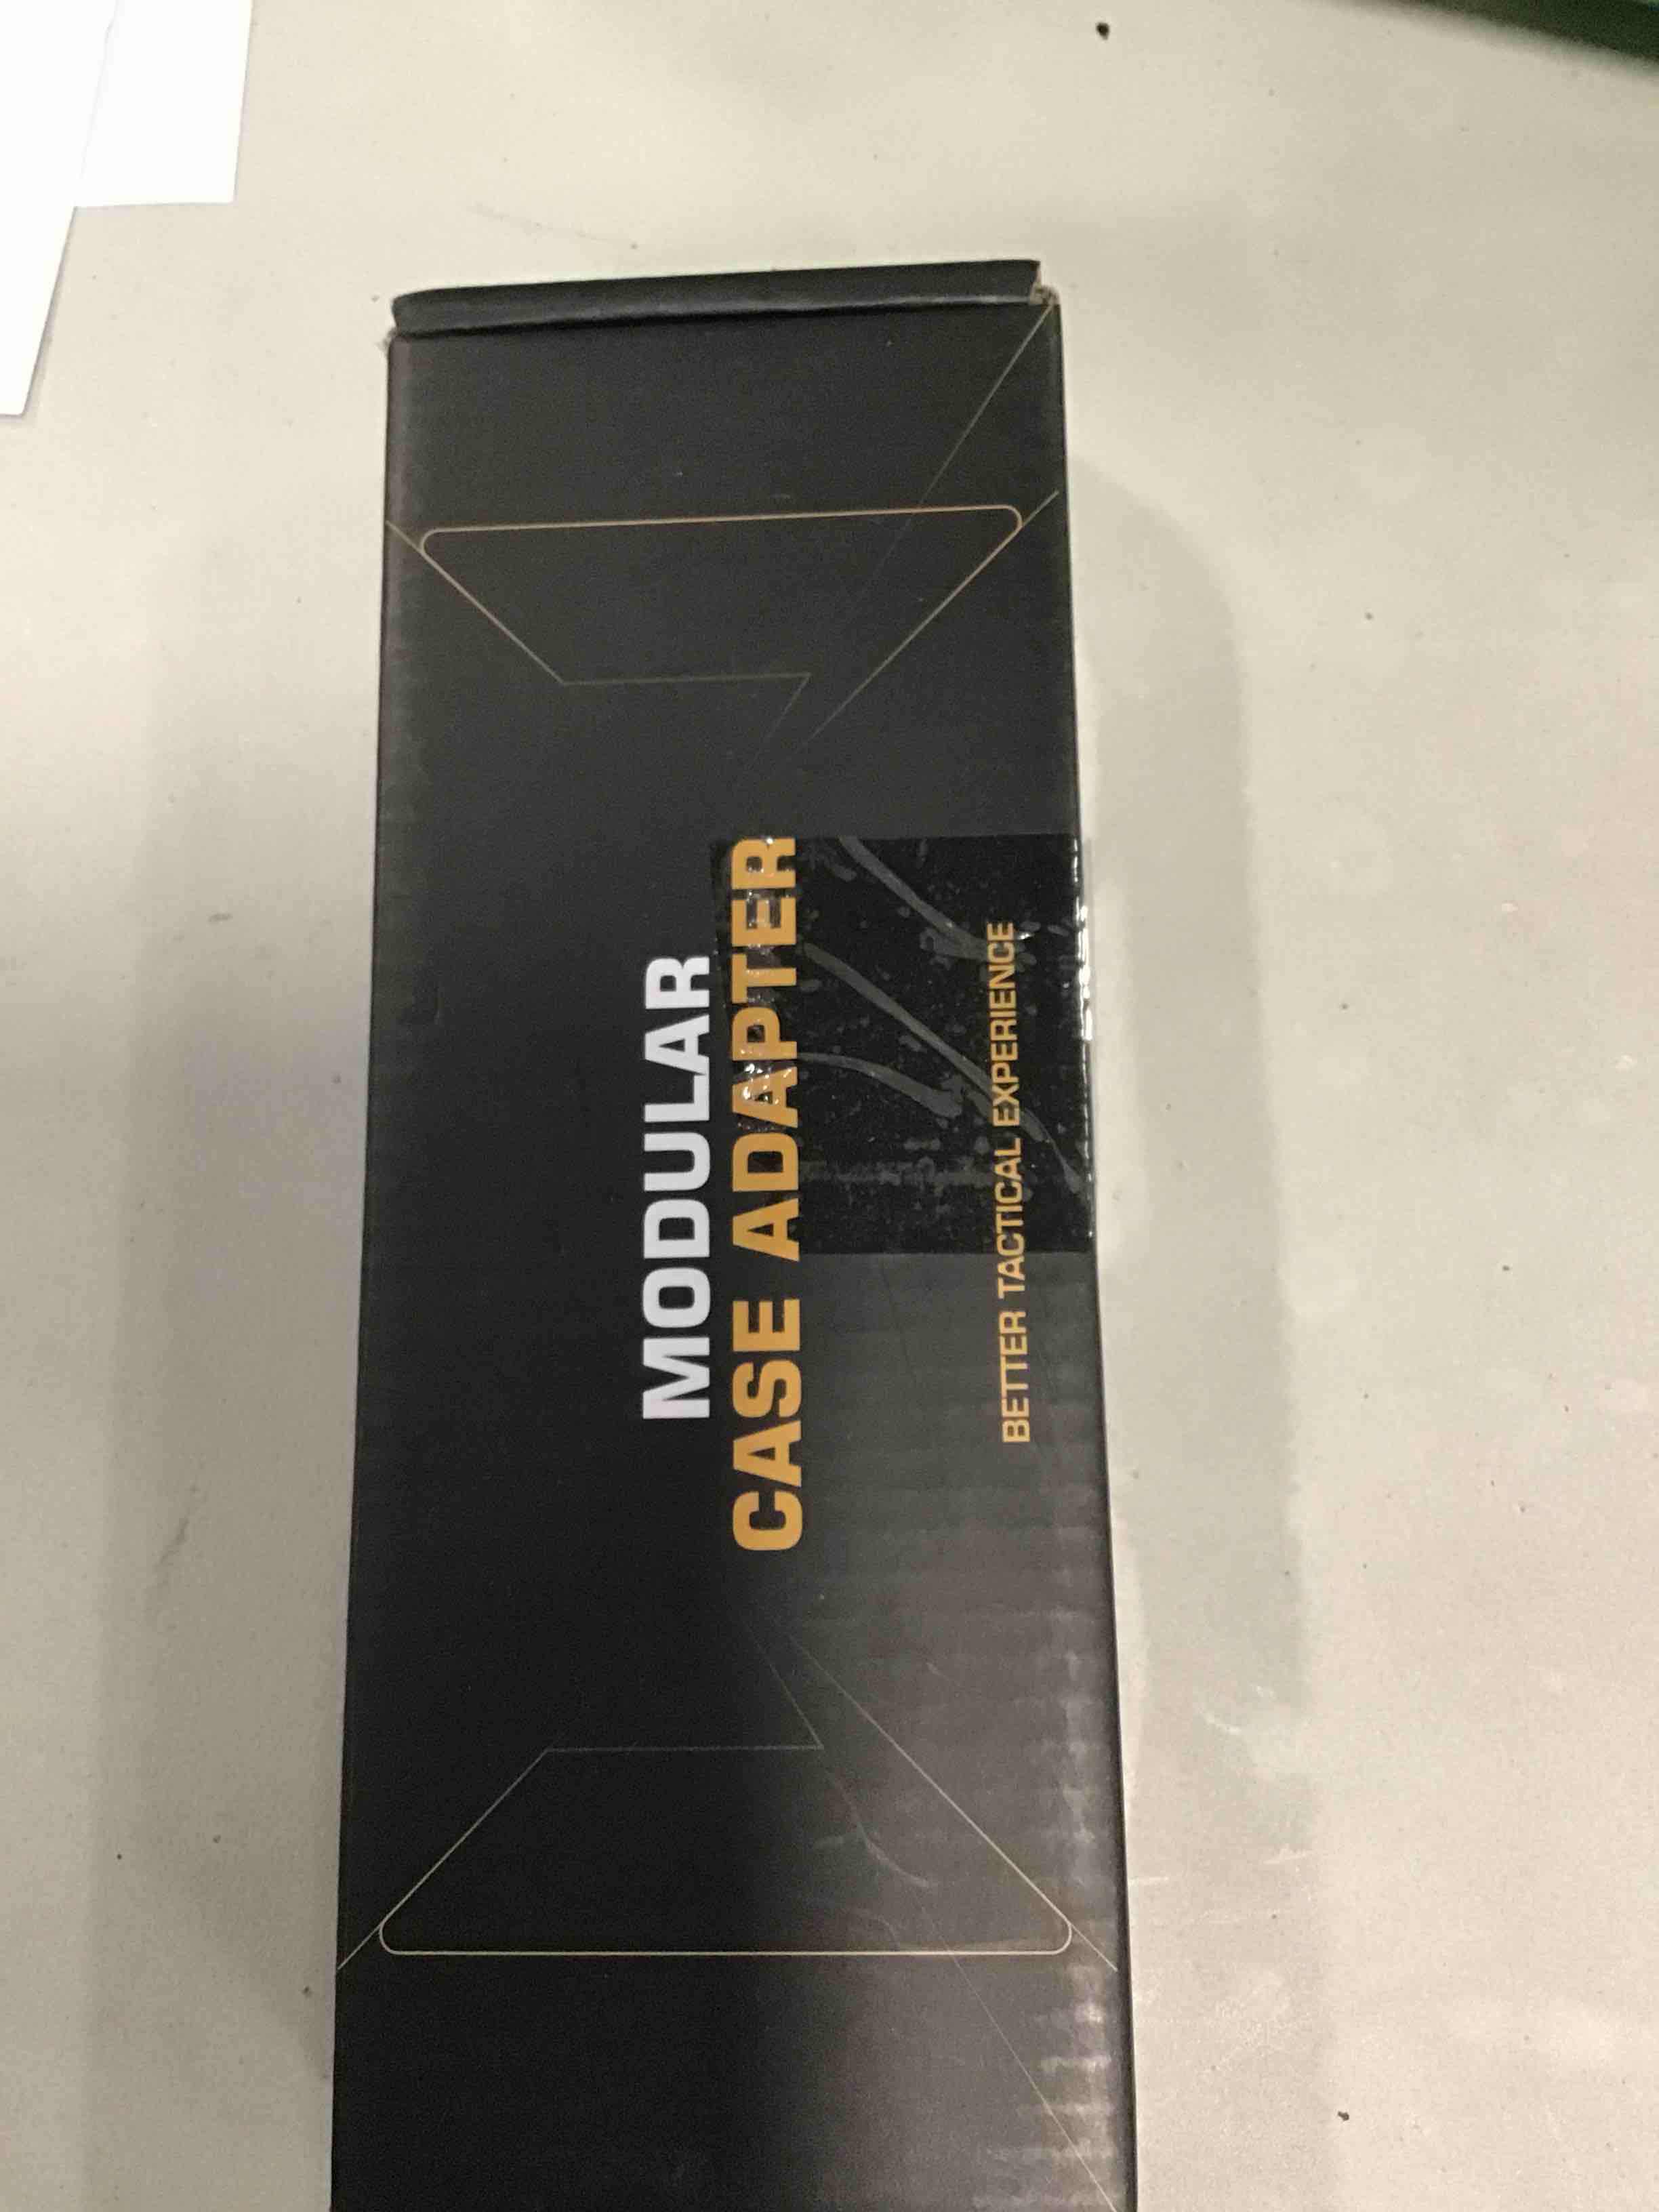 MODULAR
CASE ADAPTER
BETTER TACTICAL EXPERIENCE